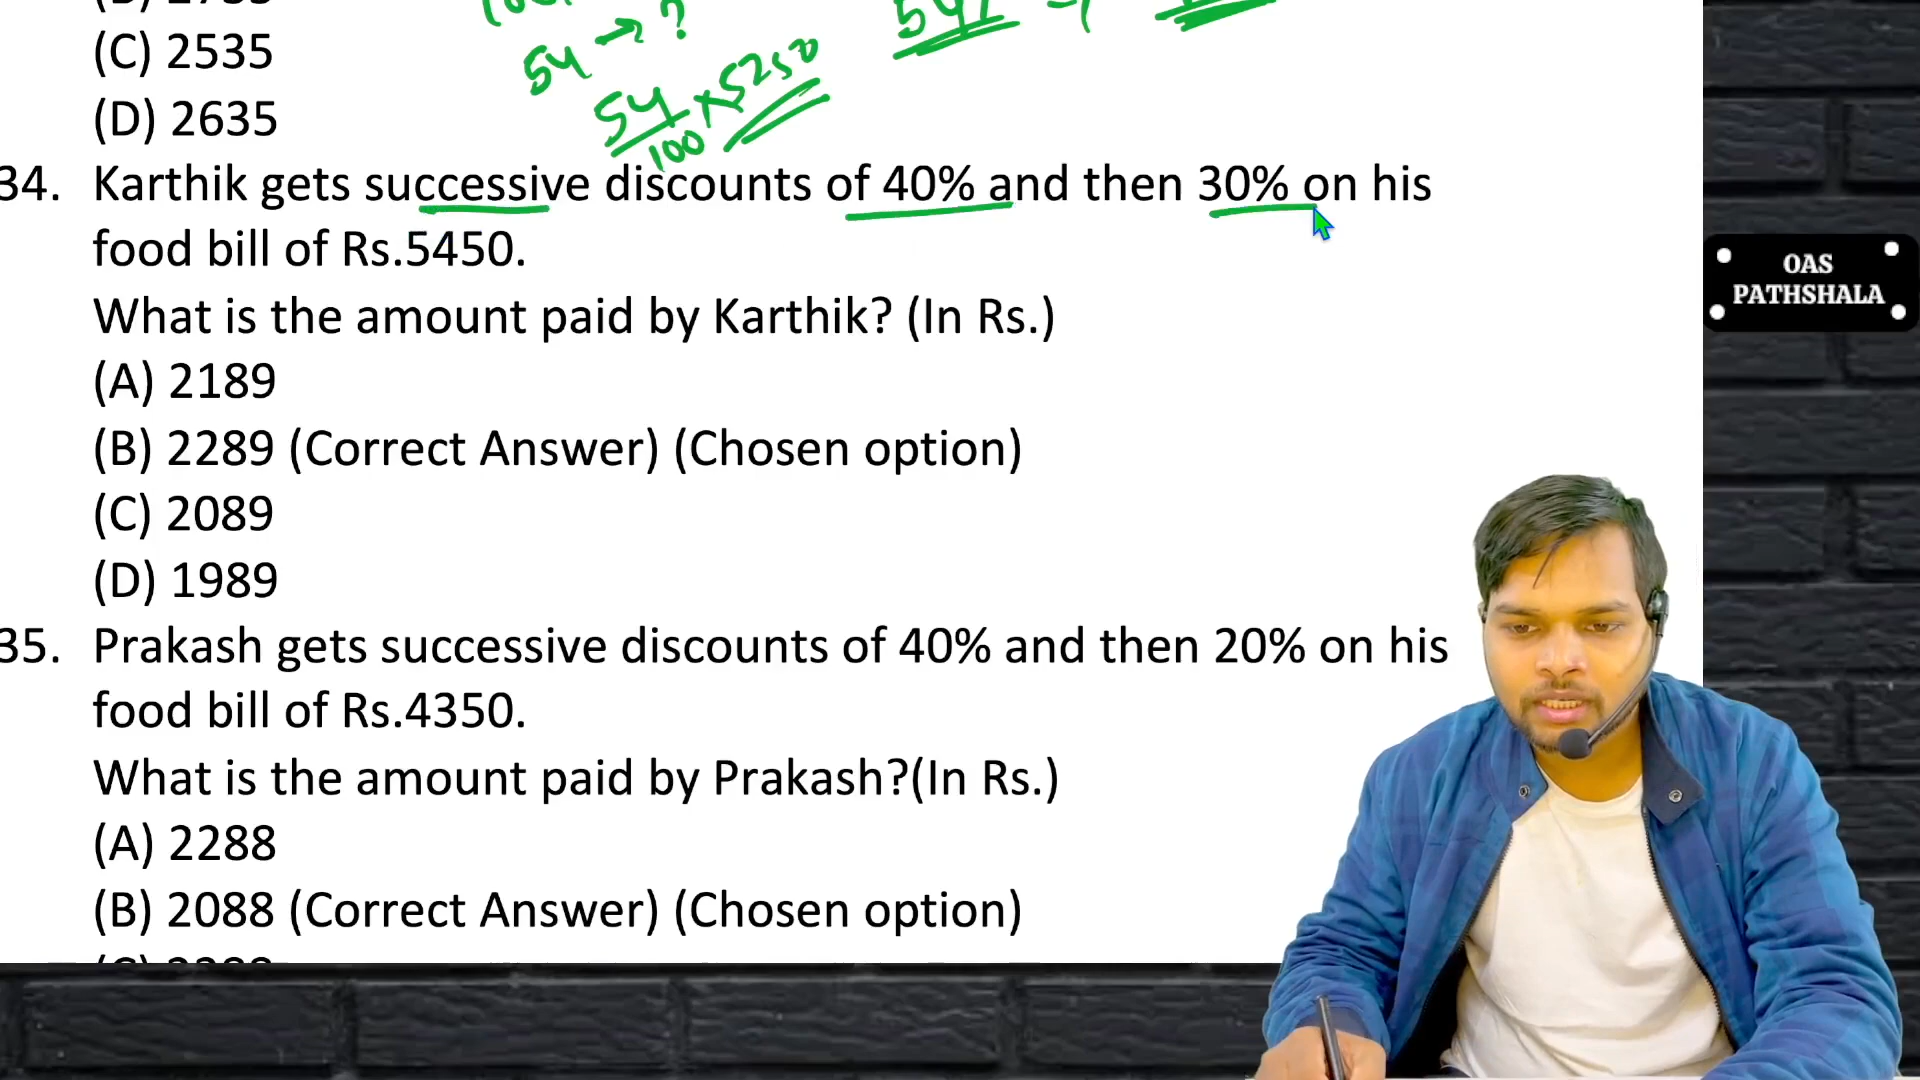 (C) 2535
54 → ?
54/100 × 5250
(D) 2635
34. Karthik gets successive discounts of 40% and then 30% on his
food bill of Rs.5450.
What is the amount paid by Karthik? (In Rs.)
(A) 2189
(B) 2289 (Correct Answer) (Chosen option)
(C) 2089
(D) 1989
35. Prakash gets successive discounts of 40% and then 20% on his
food bill of Rs.4350.
What is the amount paid by Prakash?(In Rs.)
(A) 2288
(B) 2088 (Correct Answer) (Chosen option)
OAS
PATHSHALA